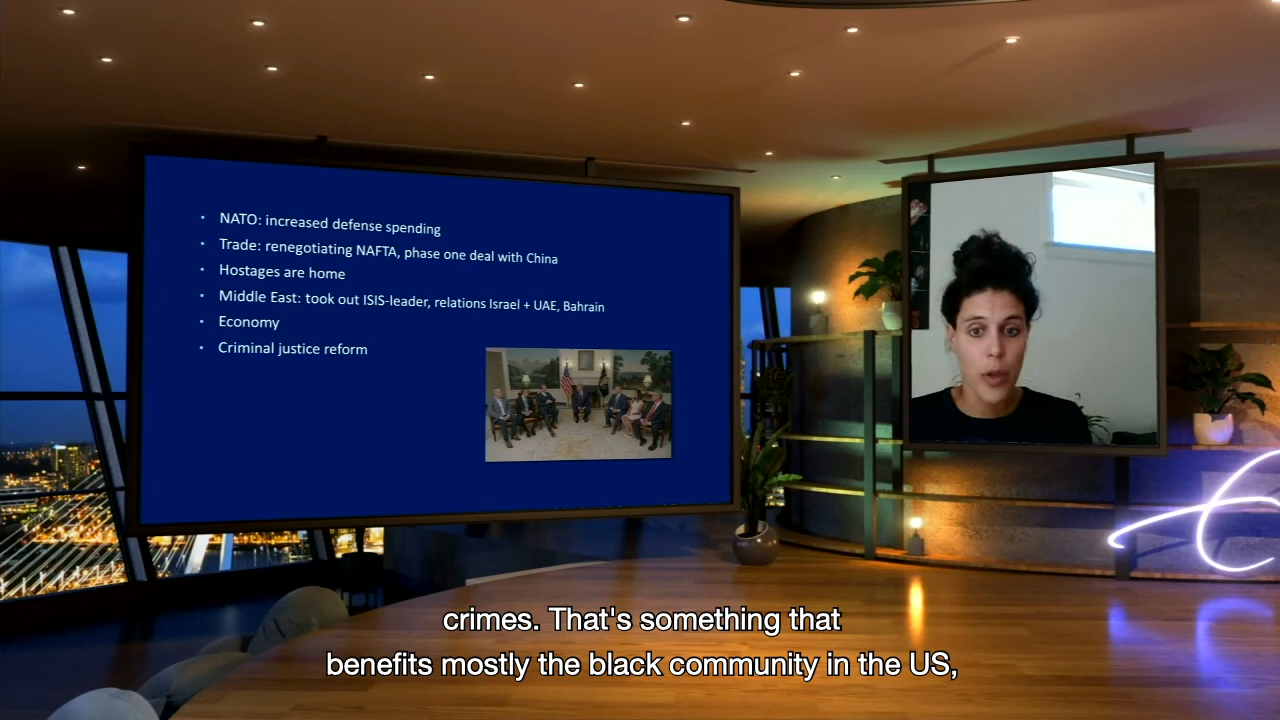 • NATO: increased defense spending
• Trade: renegotiating NAFTA, phase one deal with China
• Hostages are home
• Middle East: took out ISIS-leader, relations Israel + UAE, Bahrain
• Economy
• Criminal justice reform
crimes. That's something that
benefits mostly the black community in the US,